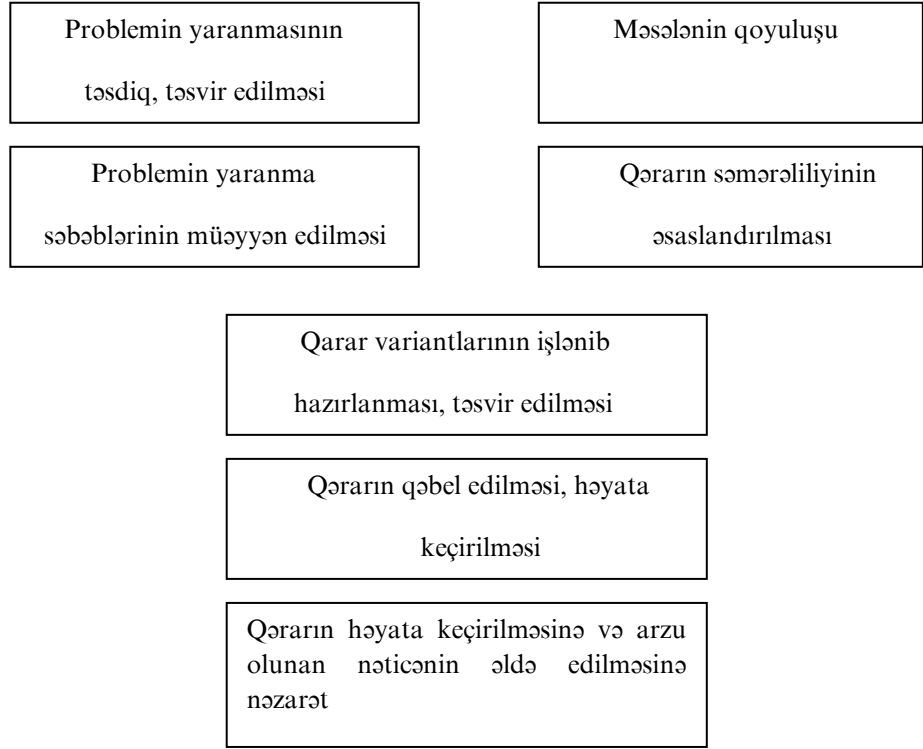 Problemin yaranmasının
təsdiq, təsvir edilməsi
Məsələnin qoyuluşu
Problemin yaranma
səbəblərinin müəyyən edilməsi
Qərarın səmərəliliyinin
əsaslandırılması
Qarar variantlarının işlənib
hazırlanması, təsvir edilməsi
Qərarın qəbel edilməsi, həyata
keçirilməsi
Qərarın həyata keçirilməsinə və arzu
olunan nəticənin əldə edilməsinə
nəzarət